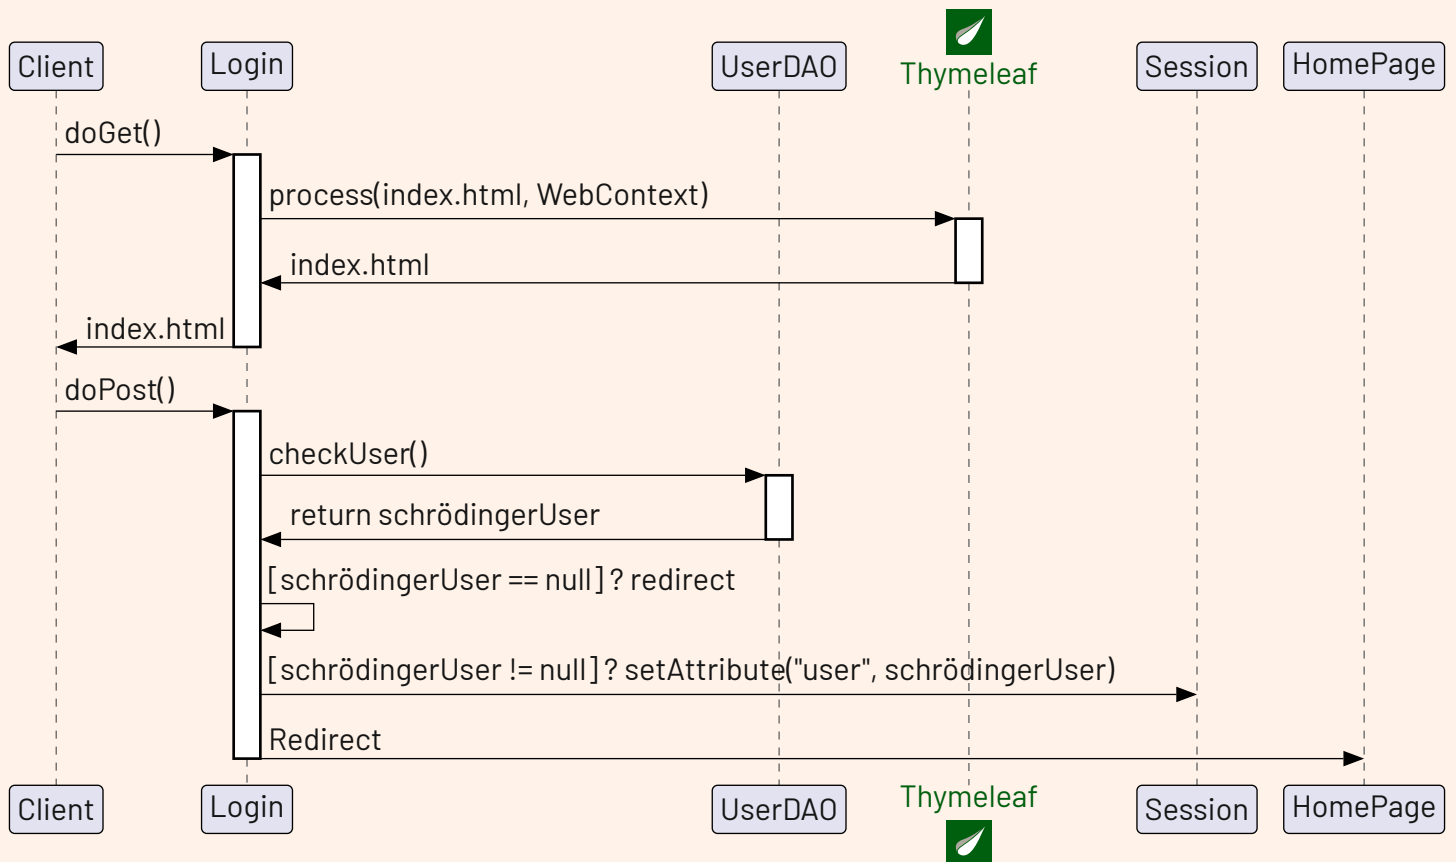 Client
Login
UserDAO
Thymeleaf
Session
HomePage
doGet()
process(index.html, WebContext)
index.html
index.html
doPost()
checkUser()
return schrödingerUser
[schrödingerUser == null] ? redirect
[schrödingerUser != null] ? setAttribute("user", schrödingerUser)
Redirect
Client
Login
UserDAO
Thymeleaf
Session
HomePage